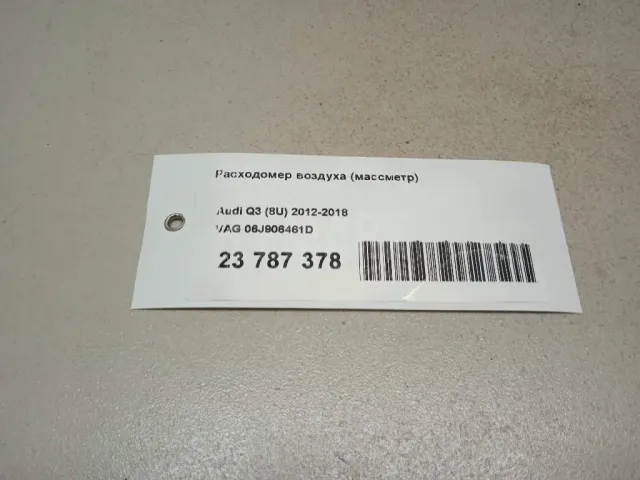 Расходомер воздуха (массметр)
Audi Q3 (8U) 2012-2018
VAG 06J906461D
23 787 378